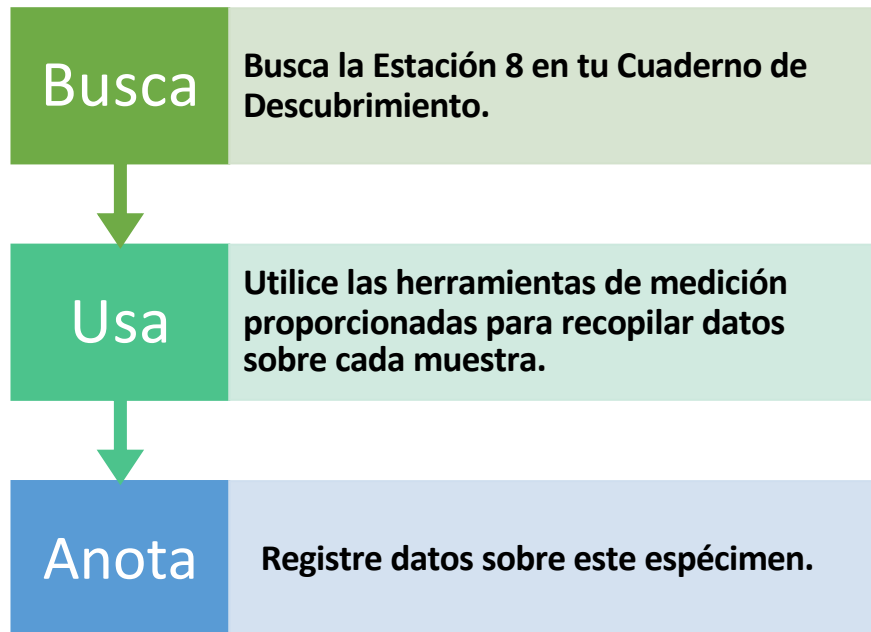 Busca
Busca la Estación 8 en tu Cuaderno de
Descubrimiento.
Usa
Utilice las herramientas de medición
proporcionadas para recopilar datos
sobre cada muestra.
Anota
Registre datos sobre este espécimen.